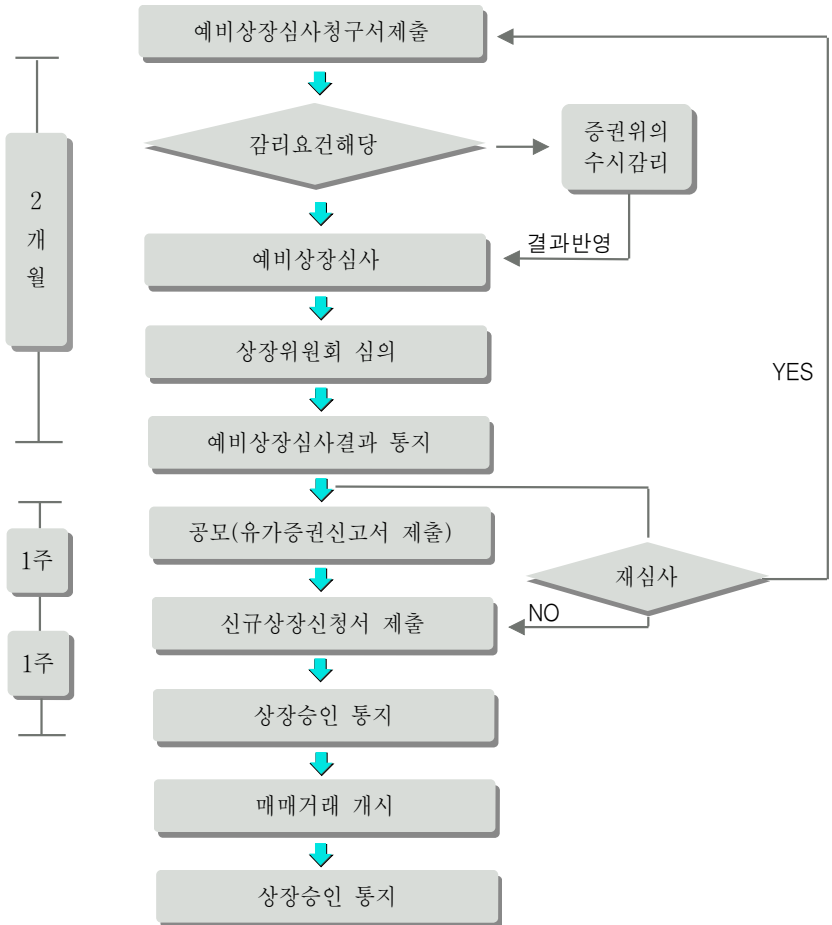 예비상장심사청구서제출
감리요건해당
증권위의
수시감리
2
개
월
결과반영
예비상장심사
상장위원회 심의
YES
예비상장심사결과 통지
공모(유가증권신고서 제출)
1주
재심사
NO
신규상장신청서 제출
1주
상장승인 통지
매매거래 개시
상장승인 통지